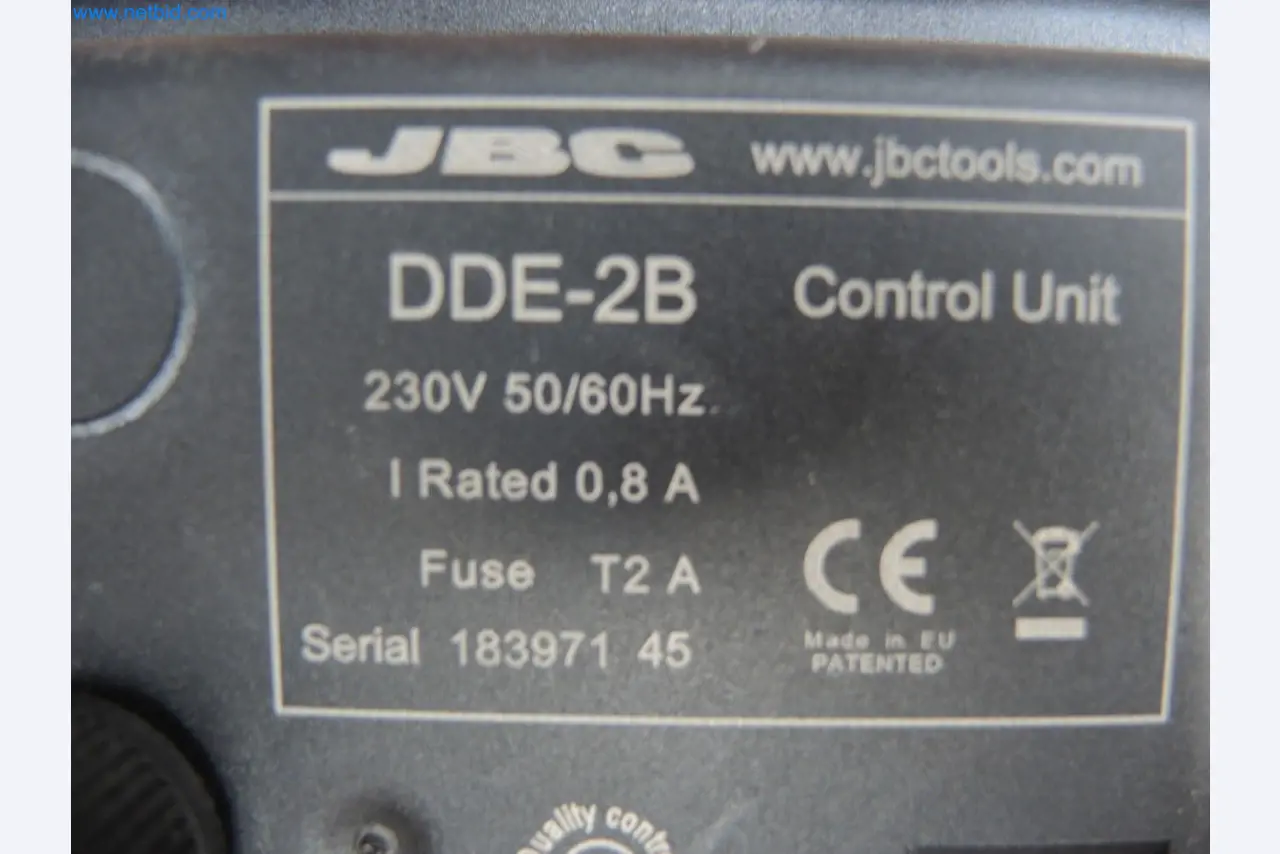 www.netbid.com
JBC www.jbctools.com
DDE-2B Control Unit
230V 50/60Hz
I Rated 0,8 A
Fuse T2 A
CE
Made in EU
PATENTED
Serial 183971 45
Quality contr